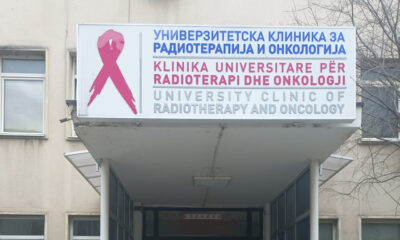 УНИВЕРЗИТЕТСКА КЛИНИКА ЗА
РАДИОТЕРАПИЈА И ОНКОЛОГИЈА
KLINIKA UNIVERSITARE PËR
RADIOTERAPI DHE ONKOLOGJI
UNIVERSITY CLINIC OF
RADIOTHERAPY AND ONCOLOGY